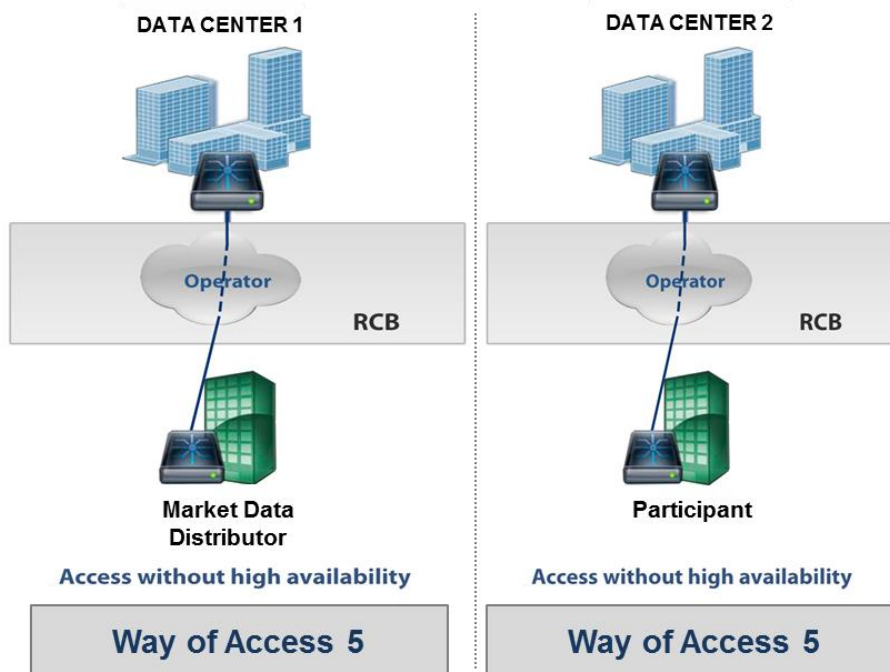 DATA CENTER 1
Operator
RCB
Market Data
Distributor
Access without high availability
Way of Access 5
DATA CENTER 2
Operator
RCB
Participant
Access without high availability
Way of Access 5